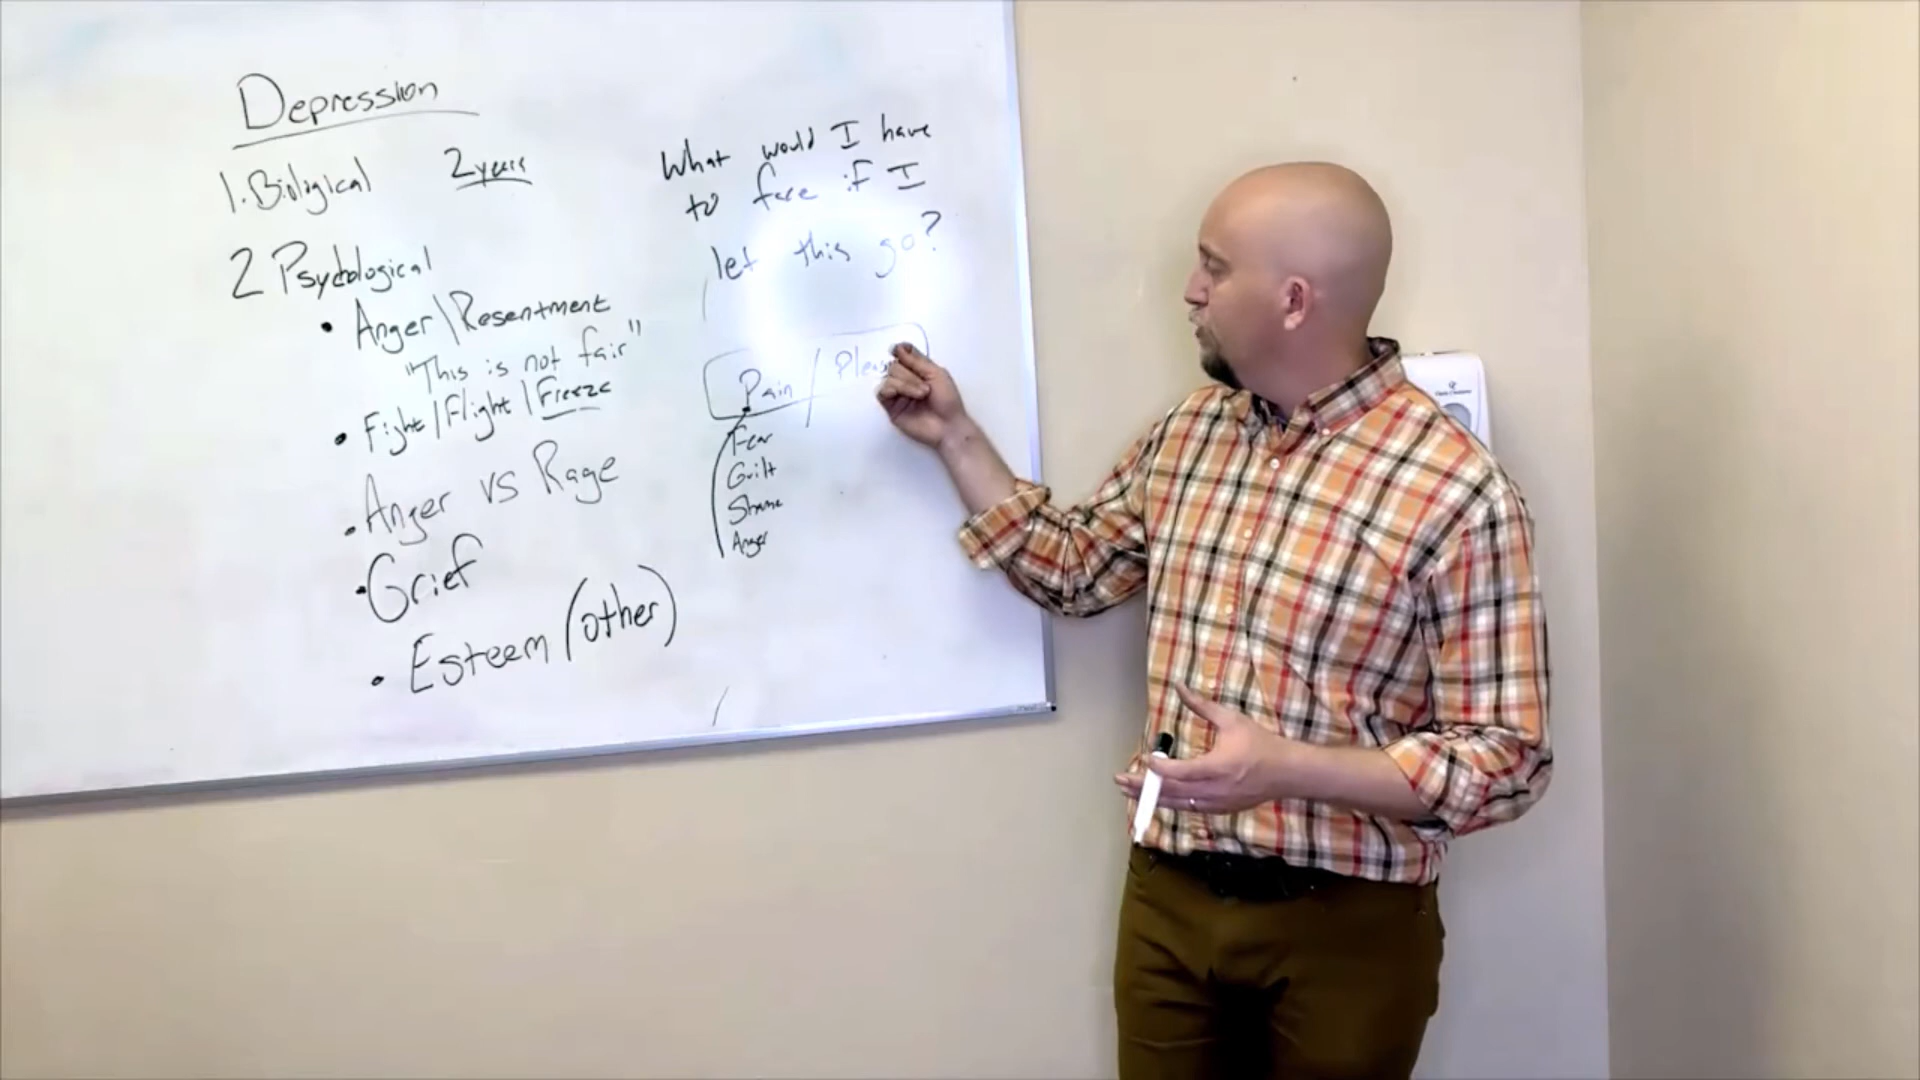 Depression
1. Biological 2 years
2 Psychological
• Anger\Resentment
"This is not fair"
• Fight/Flight/Freeze
• Anger vs Rage
• Grief
• Esteem (other)
What would I have
to face if I
let this go?
Pain /
Fear
Guilt
Shame
Anger